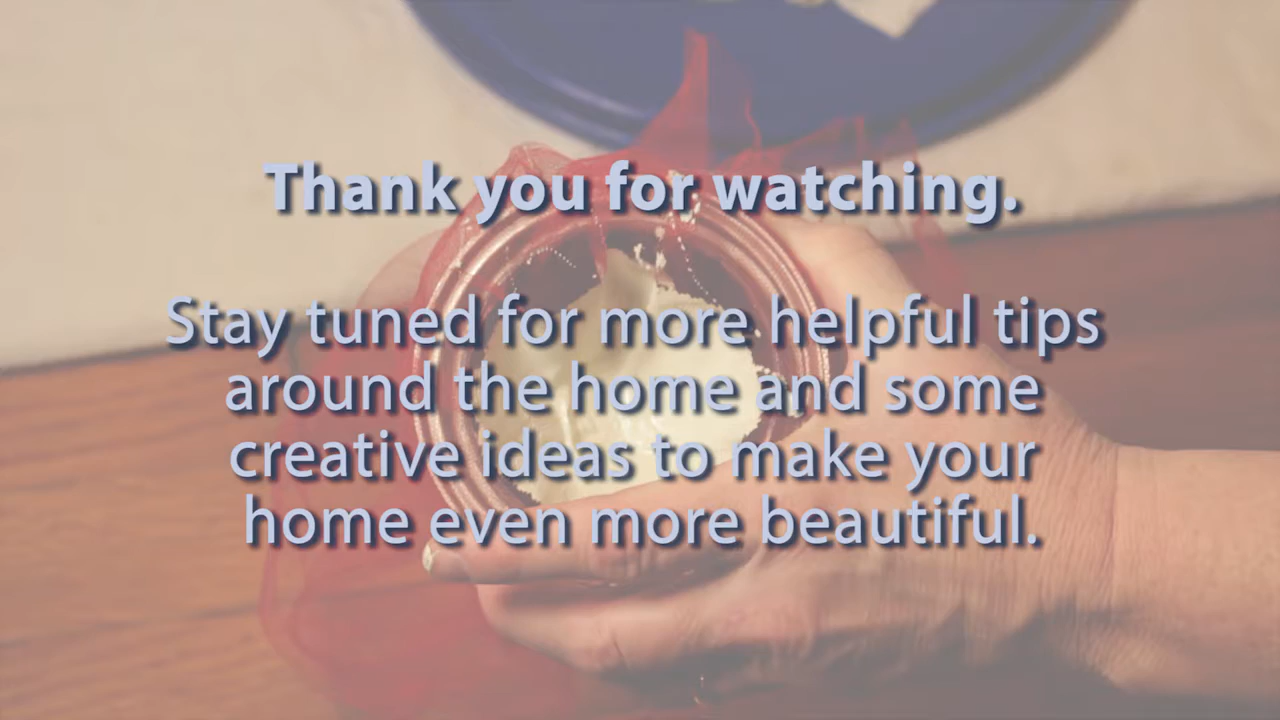 Thank you for watching.
Stay tuned for more helpful tips
around the home and some
creative ideas to make your
home even more beautiful.